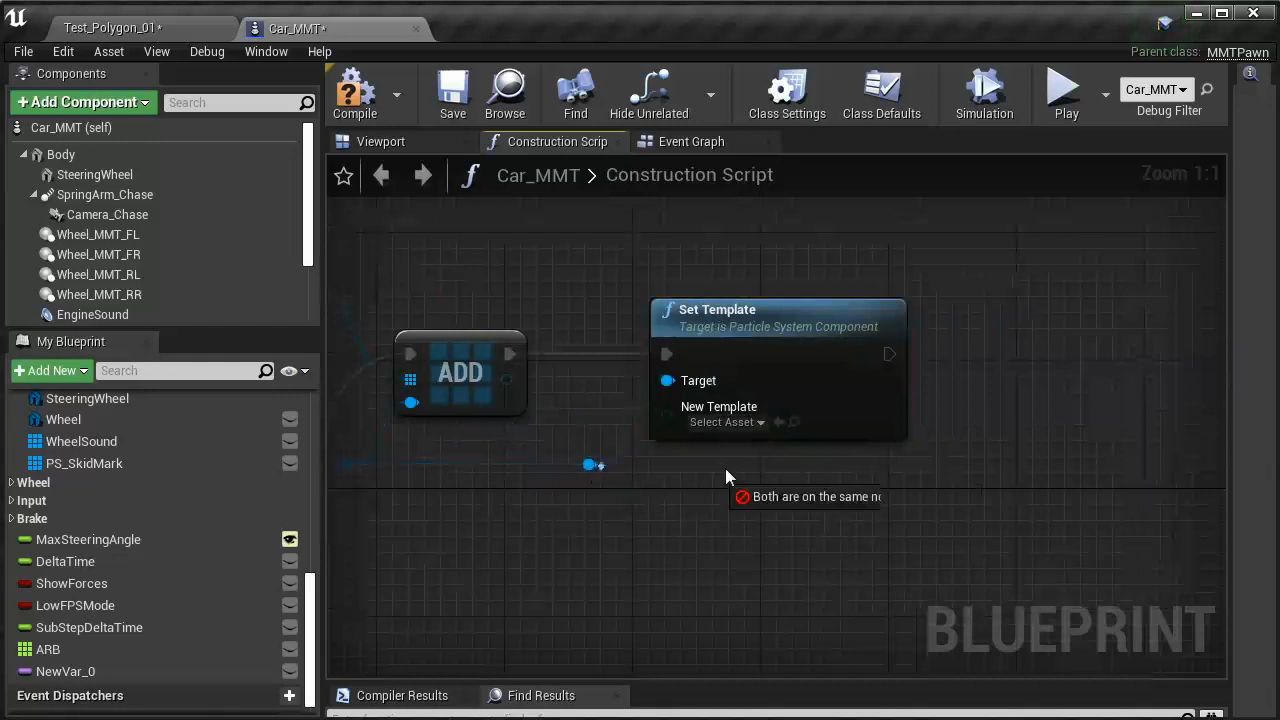 Test_Polygon_01*
Car_MMT*
File Edit Asset View Debug Window Help
Parent class: MMTPawn
Components
+Add Component
Search
Car_MMT (self)
Body
SteeringWheel
SpringArm_Chase
Camera_Chase
Wheel_MMT_FL
Wheel_MMT_FR
Wheel_MMT_RL
Wheel_MMT_RR
EngineSound
My Blueprint
+Add New
Search
SteeringWheel
Wheel
WheelSound
PS_SkidMark
Wheel
Input
Brake
MaxSteeringAngle
DeltaTime
ShowForces
LowFPSMode
SubStepDeltaTime
ARB
NewVar_0
Event Dispatchers
Compile
Save
Browse
Find
Hide Unrelated
Class Settings
Class Defaults
Simulation
Play
Car_MMT
Debug Filter
Viewport
Construction Scrip
Event Graph
Car_MMT > Construction Script
Zoom 1:1
ADD
Set Template
Target is Particle System Component
Target
New Template
Select Asset
Both are on the same no
BLUEPRINT
Compiler Results
Find Results